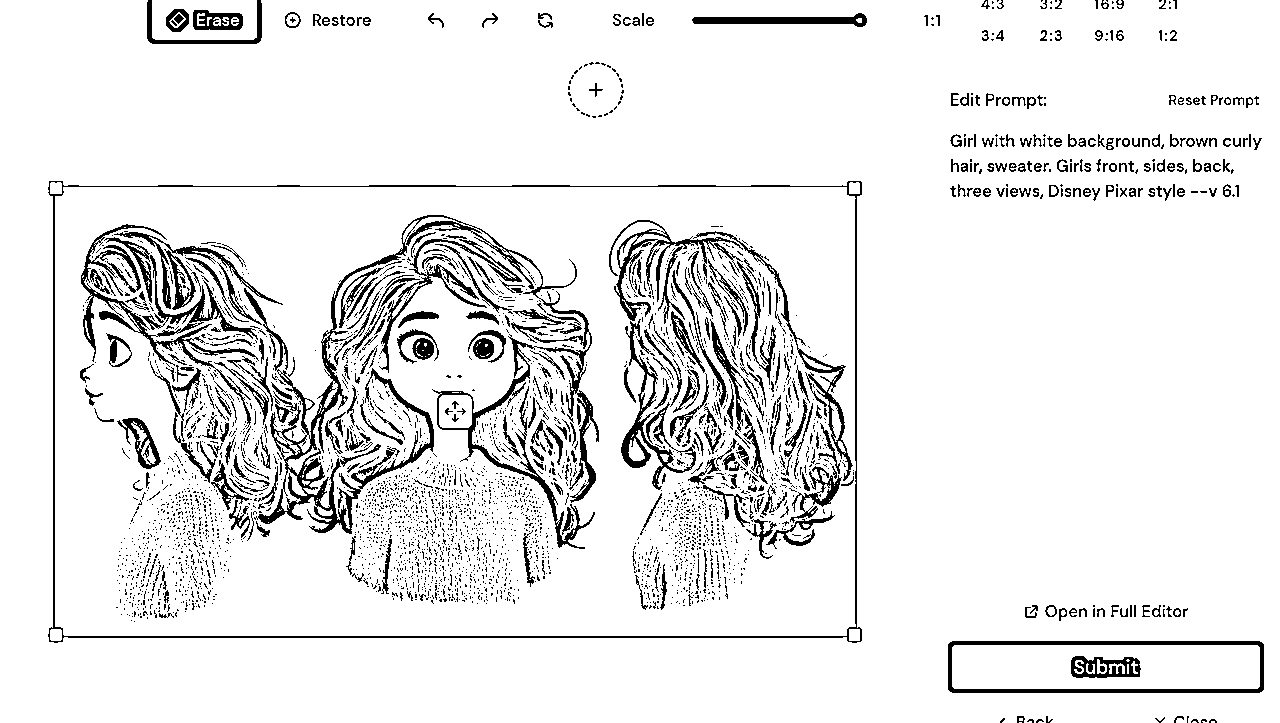 Erase Restore Scale 1:1
4:3 3:2 16:9 2:1
3:4 2:3 9:16 1:2
Edit Prompt: Reset Prompt
Girl with white background, brown curly
hair, sweater. Girls front, sides, back,
three views, Disney Pixar style --v 6.1
Open in Full Editor
Submit
Back Close